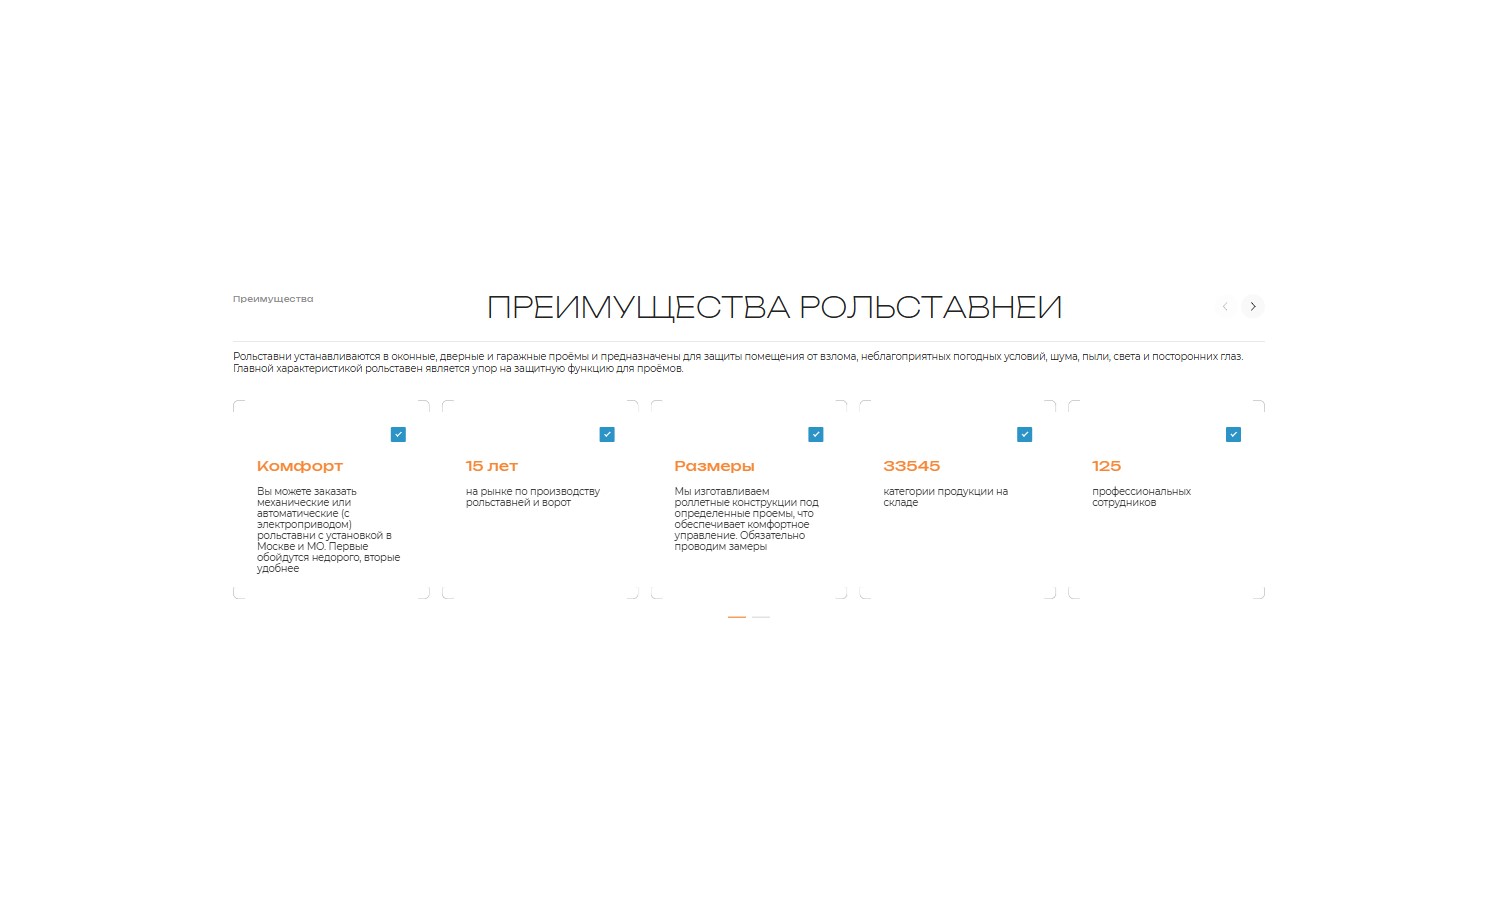 Преимущества
ПРЕИМУЩЕСТВА РОЛЬСТАВНЕИ
Рольставни устанавливаются в оконные, дверные и гаражные проёмы и предназначены для защиты помещения от взлома, неблагоприятных погодных условий, шума, пыли, света и посторонних глаз.
Главной характеристикой рольставен является упор на защитную функцию для проёмов.
Комфорт
Вы можете заказать
механические или
автоматические (с
электроприводом)
рольставни с установкой в
Москве и МО. Первые
обойдутся недорого, вторые
удобнее
15 лет
на рынке по производству
рольставней и ворот
Размеры
Мы изготавливаем
роллетные конструкции под
определенные проемы, что
обеспечивает комфортное
управление. Обязательно
проводим замеры
33545
категории продукции на
складе
125
профессиональных
сотрудников